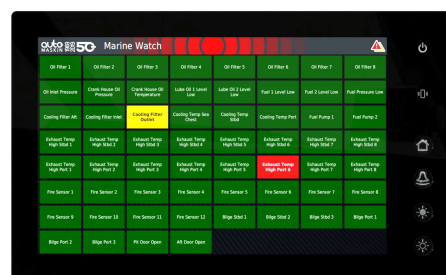 auto
MASKIN
50 Marine Watch
Oil Filter 1 Oil Filter 2 Oil Filter 3 Oil Filter 4 Oil Filter 5 Oil Filter 6 Oil Filter 7 Oil Filter 8
Oil Inlet Pressure Crank House Oil Pressure Crank House Oil Temperature Lube Oil 1 Level Low Lube Oil 2 Level Low Fuel 1 Level Low Fuel 2 Level Low Fuel Pressure Low
Cooling Filter Aft Cooling Filter Inlet Cooling Filter Outlet Cooling Temp Sea Chest Cooling Temp Stbd Cooling Temp Port Fuel Pump 1 Fuel Pump 2
Exhaust Temp High Stbd 1 Exhaust Temp High Stbd 2 Exhaust Temp High Stbd 3 Exhaust Temp High Stbd 4 Exhaust Temp High Stbd 5 Exhaust Temp High Stbd 6 Exhaust Temp High Stbd 7 Exhaust Temp High Stbd 8
Exhaust Temp High Port 1 Exhaust Temp High Port 2 Exhaust Temp High Port 3 Exhaust Temp High Port 4 Exhaust Temp High Port 5 Exhaust Temp High Port 6 Exhaust Temp High Port 7 Exhaust Temp High Port 8
Fire Sensor 1 Fire Sensor 2 Fire Sensor 3 Fire Sensor 4 Fire Sensor 5 Fire Sensor 6 Fire Sensor 7 Fire Sensor 8
Fire Sensor 9 Fire Sensor 10 Fire Sensor 11 Fire Sensor 12 Bilge Stbd 1 Bilge Stbd 2 Bilge Stbd 3 Bilge Port 1
Bilge Port 2 Bilge Port 3 Pit Door Open Aft Door Open